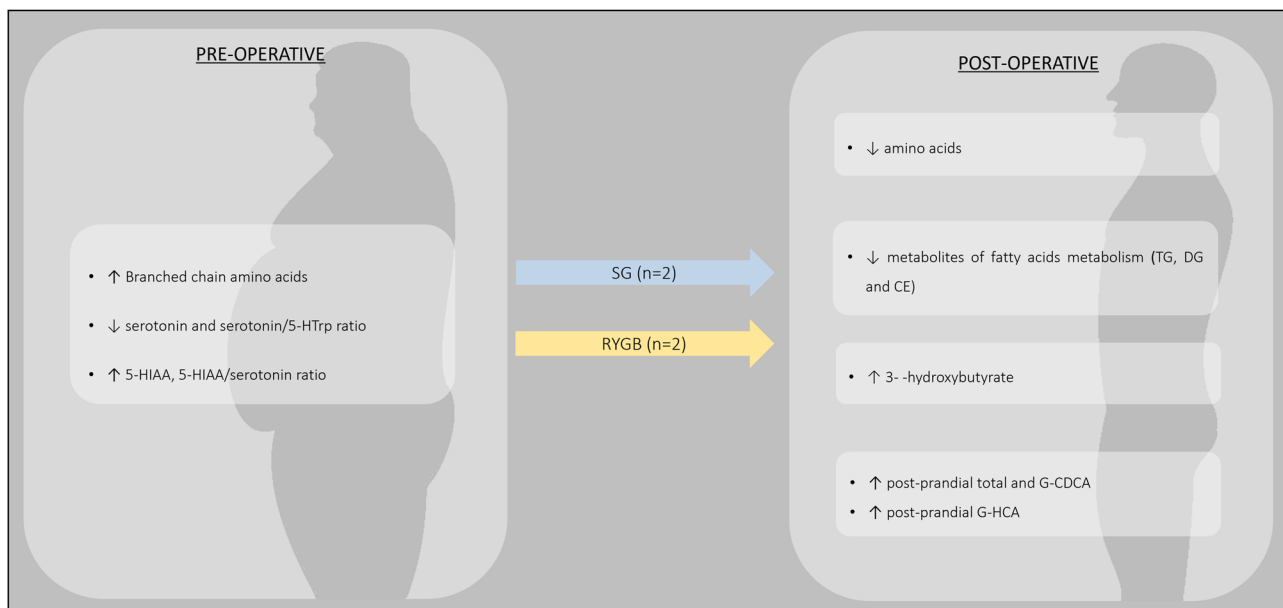 PRE-OPERATIVE
• ↑ Branched chain amino acids
• ↓ serotonin and serotonin/5-HTrp ratio
• ↑ 5-HIAA, 5-HIAA/serotonin ratio
SG (n=2)
RYGB (n=2)
POST-OPERATIVE
• ↓ amino acids
• ↓ metabolites of fatty acids metabolism (TG, DG
and CE)
• ↑ 3- -hydroxybutyrate
• ↑ post-prandial total and G-CDCA
• ↑ post-prandial G-HCA